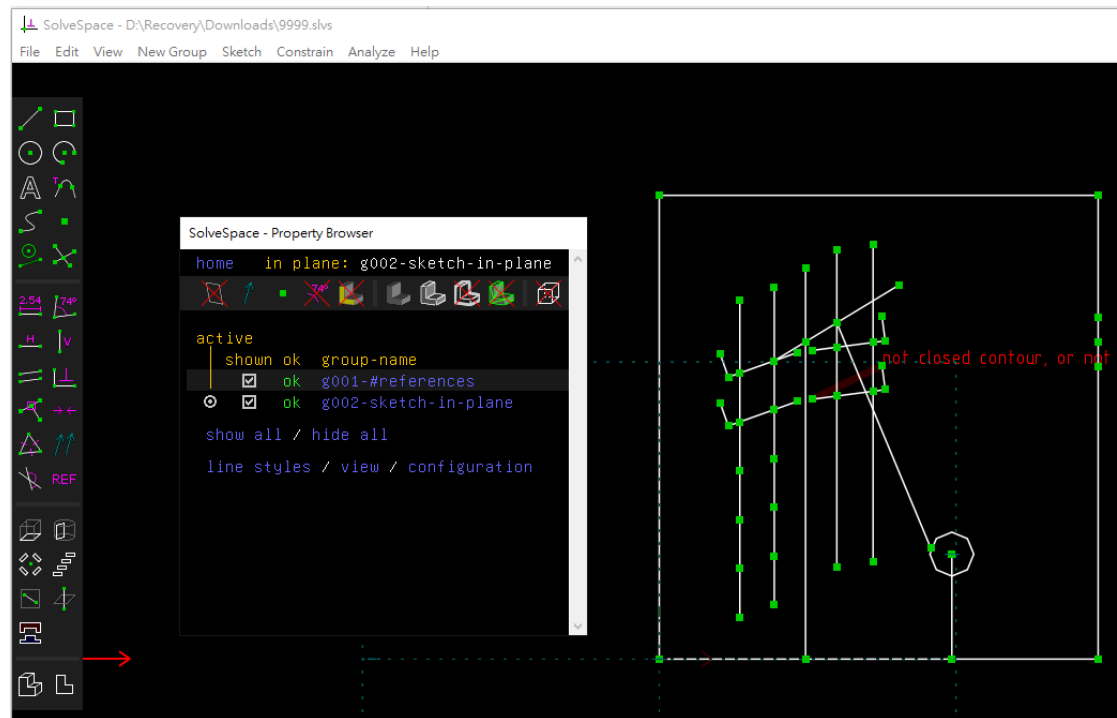 SolveSpace - D:\Recovery\Downloads\9999.slvs
File Edit View New Group Sketch Constrain Analyze Help
SolveSpace - Property Browser
home in plane: g002-sketch-in-plane
74°
active
shown ok group-name
ok g001-#references
ok g002-sketch-in-plane
show all / hide all
line styles / view / configuration
A T
2.54 74°
H V
REF
not closed contour, or not